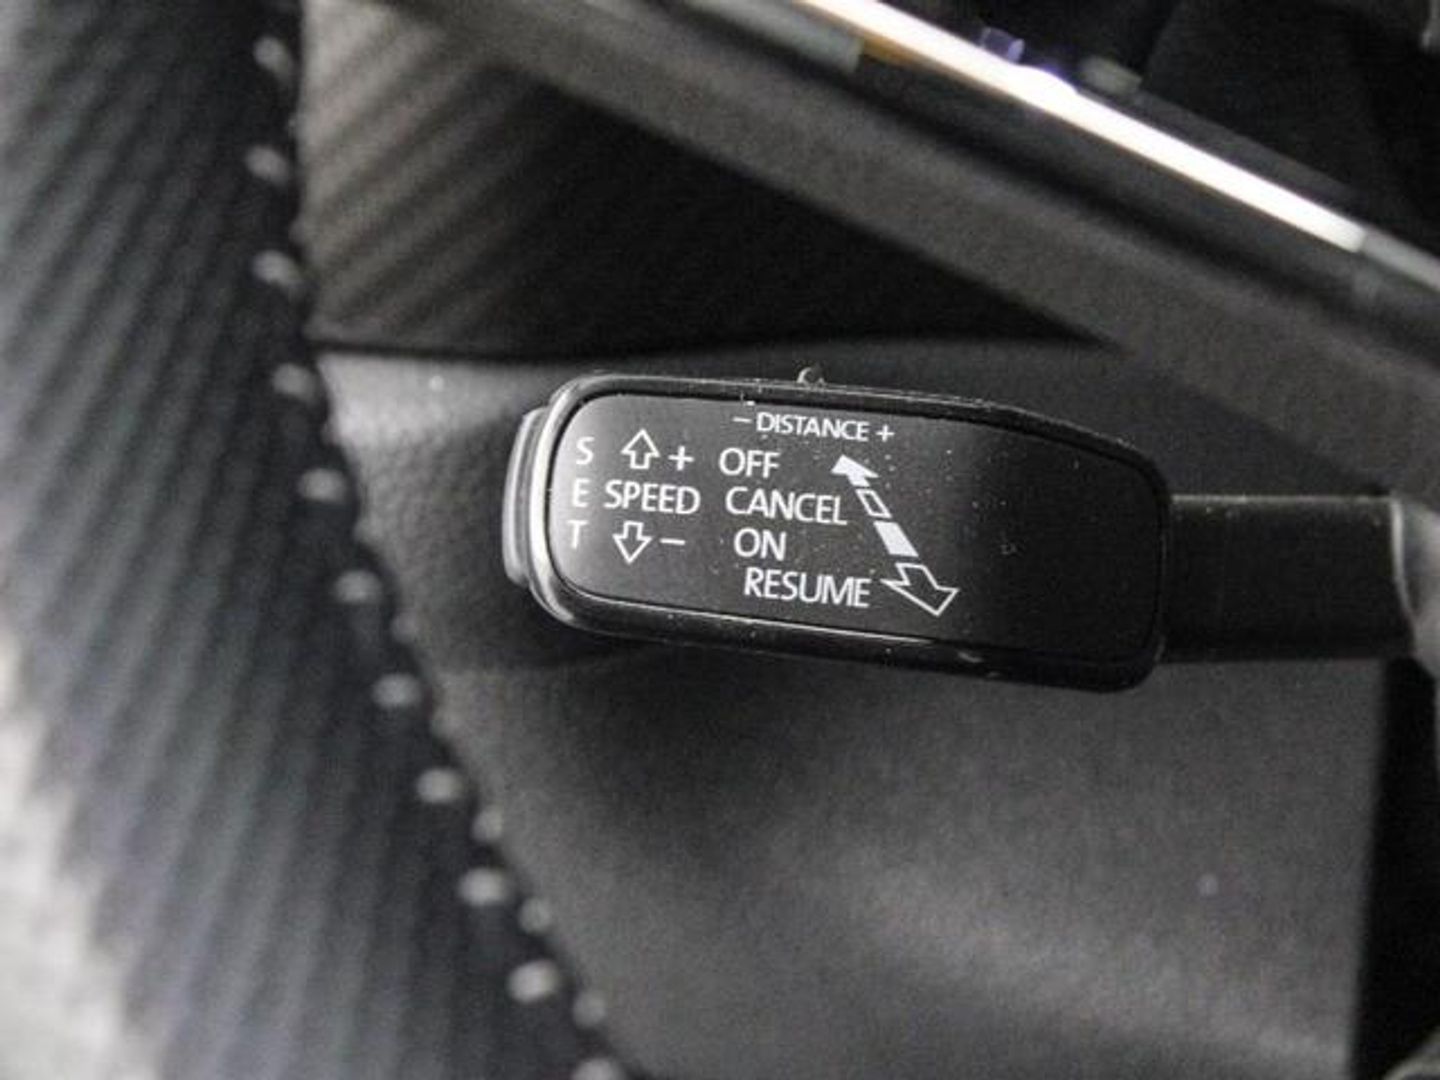 − DISTANCE +
S + OFF
E SPEED CANCEL
T − ON
RESUME